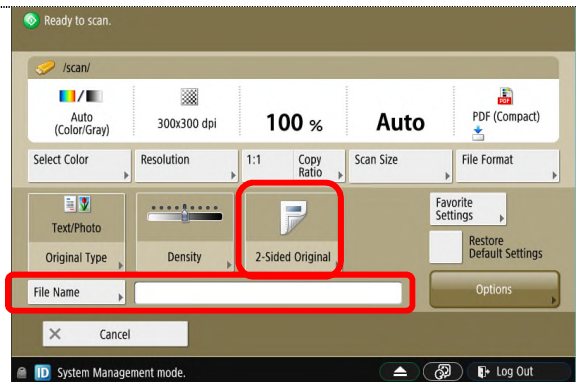 Ready to scan.
/scan/
Auto
(Color/Gray)
300x300 dpi
100 %
Auto
PDF
PDF (Compact)
Select Color
Resolution
1:1
Copy
Ratio
Scan Size
File Format
Text/Photo
Original Type
Density
2-Sided Original
Favorite
Settings
Restore
Default Settings
File Name
Options
Cancel
ID System Management mode.
Log Out